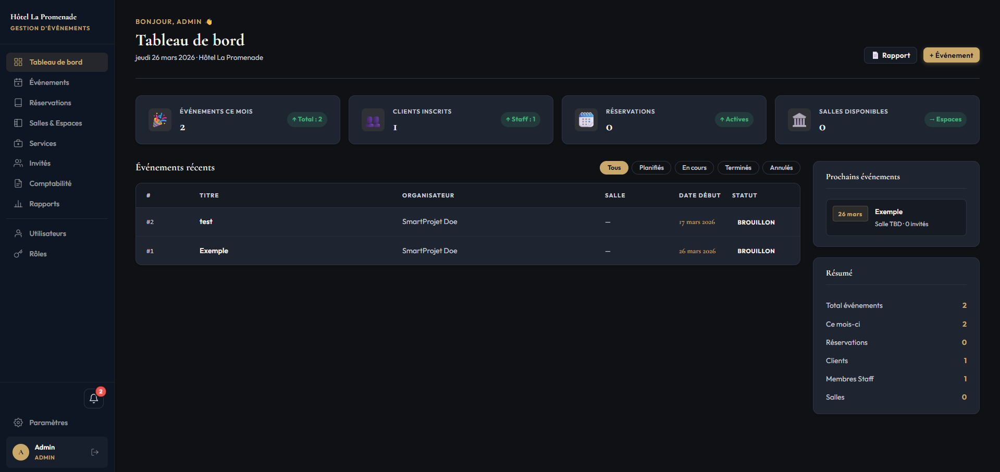 Hôtel La Promenade
GESTION D'ÉVÉNEMENTS
Tableau de bord
Événements
Réservations
Salles & Espaces
Services
Invités
Comptabilité
Rapports
Utilisateurs
Rôles
2
Paramètres
A
Admin
ADMIN
BONJOUR, ADMIN 👋
Tableau de bord
jeudi 26 mars 2026 · Hôtel La Promenade
Rapport
+ Événement
ÉVÉNEMENTS CE MOIS
2
↑ Total : 2
CLIENTS INSCRITS
1
↑ Staff : 1
RÉSERVATIONS
0
↑ Actives
SALLES DISPONIBLES
0
→ Espaces
Événements récents
Tous Planifiés En cours Terminés Annulés
# TITRE ORGANISATEUR SALLE DATE DÉBUT STATUT
#2 test SmartProjet Doe — 17 mars 2026 BROUILLON
#1 Exemple SmartProjet Doe — 26 mars 2026 BROUILLON
Prochains événements
26 mars
Exemple
Salle TBD · 0 invités
Résumé
Total événements 2
Ce mois-ci 2
Réservations 0
Clients 1
Membres Staff 1
Salles 0